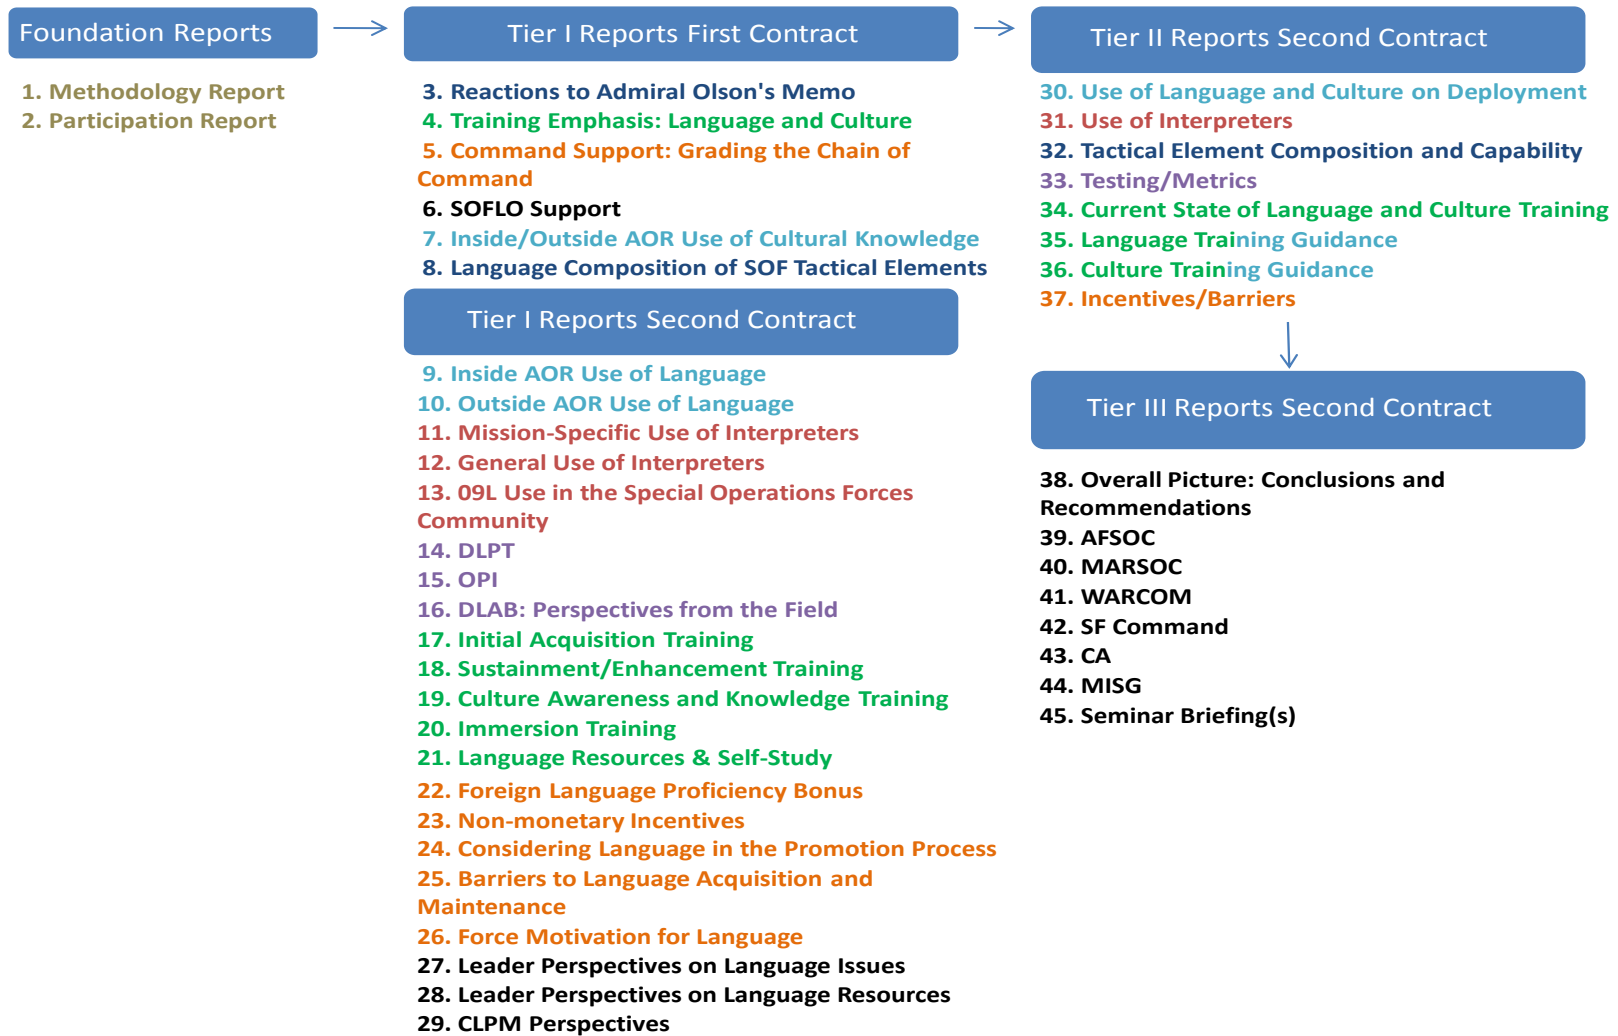 Foundation Reports
1. Methodology Report
2. Participation Report
Tier I Reports First Contract
3. Reactions to Admiral Olson's Memo
4. Training Emphasis: Language and Culture
5. Command Support: Grading the Chain of
Command
6. SOFLO Support
7. Inside/Outside AOR Use of Cultural Knowledge
8. Language Composition of SOF Tactical Elements
Tier I Reports Second Contract
9. Inside AOR Use of Language
10. Outside AOR Use of Language
11. Mission-Specific Use of Interpreters
12. General Use of Interpreters
13. 09L Use in the Special Operations Forces
Community
14. DLPT
15. OPI
16. DLAB: Perspectives from the Field
17. Initial Acquisition Training
18. Sustainment/Enhancement Training
19. Culture Awareness and Knowledge Training
20. Immersion Training
21. Language Resources & Self-Study
22. Foreign Language Proficiency Bonus
23. Non-monetary Incentives
24. Considering Language in the Promotion Process
25. Barriers to Language Acquisition and
Maintenance
26. Force Motivation for Language
27. Leader Perspectives on Language Issues
28. Leader Perspectives on Language Resources
29. CLPM Perspectives
Tier II Reports Second Contract
30. Use of Language and Culture on Deployment
31. Use of Interpreters
32. Tactical Element Composition and Capability
33. Testing/Metrics
34. Current State of Language and Culture Training
35. Language Training Guidance
36. Culture Training Guidance
37. Incentives/Barriers
Tier III Reports Second Contract
38. Overall Picture: Conclusions and
Recommendations
39. AFSOC
40. MARSOC
41. WARCOM
42. SF Command
43. CA
44. MISG
45. Seminar Briefing(s)